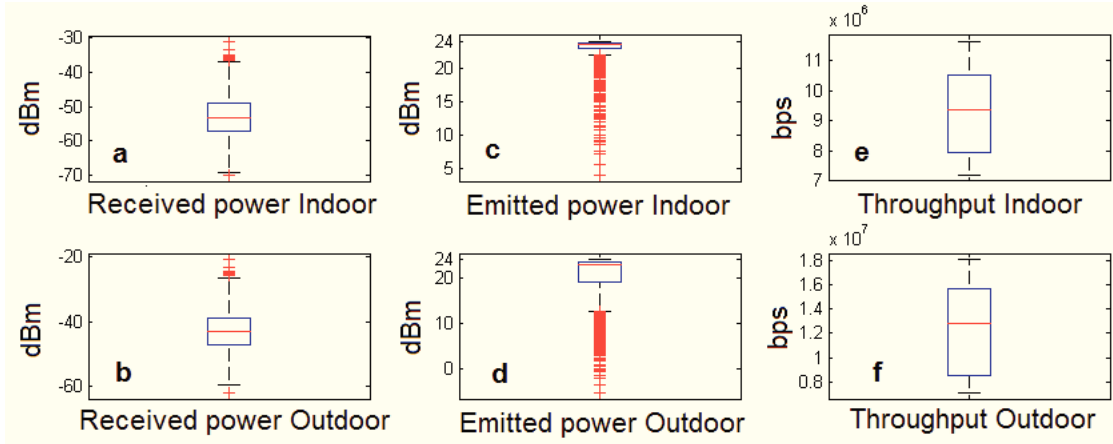 -30
-40
-50
-60
-70
dBm
a
Received power Indoor
24
20
15
10
5
dBm
c
Emitted power Indoor
x 10^6
11
10
9
8
7
bps
e
Throughput Indoor
-20
-40
-60
dBm
b
Received power Outdoor
24
20
10
0
dBm
d
Emitted power Outdoor
x 10^7
1.8
1.6
1.4
1.2
1
0.8
bps
f
Throughput Outdoor